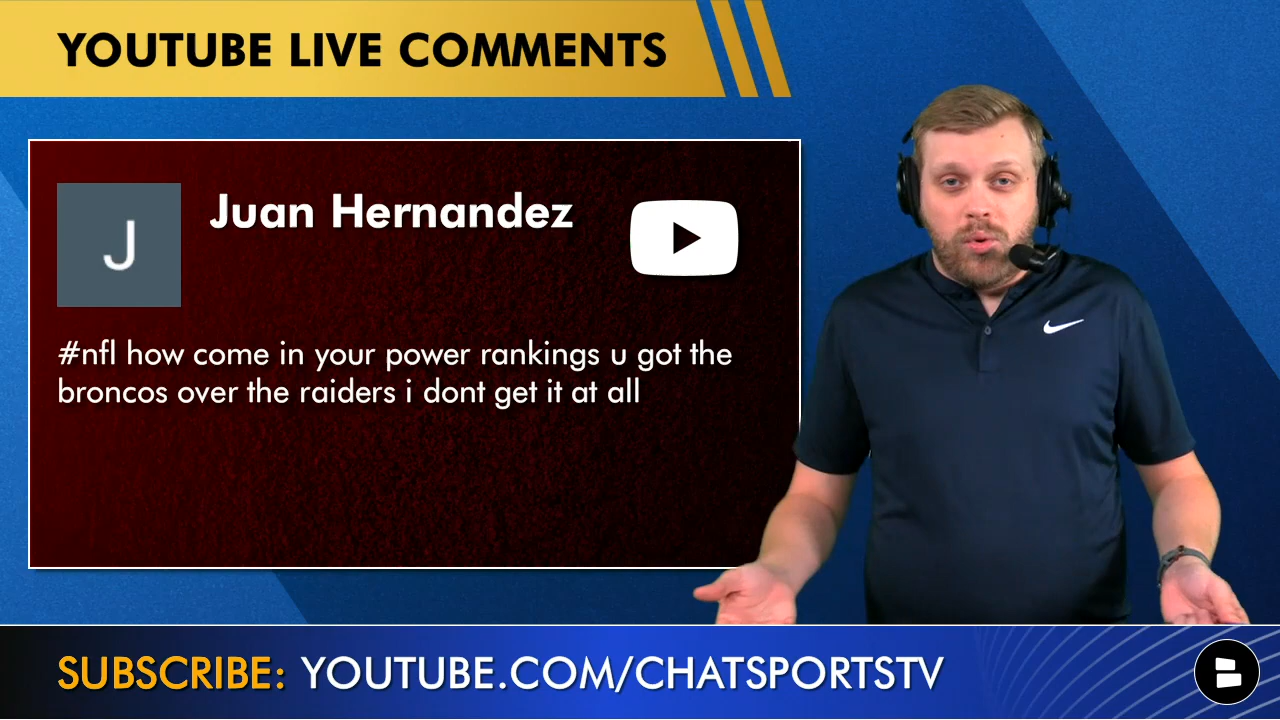 YOUTUBE LIVE COMMENTS
J
Juan Hernandez
#nfl how come in your power rankings u got the
broncos over the raiders i dont get it at all
SUBSCRIBE: YOUTUBE.COM/CHATSPORTSTV